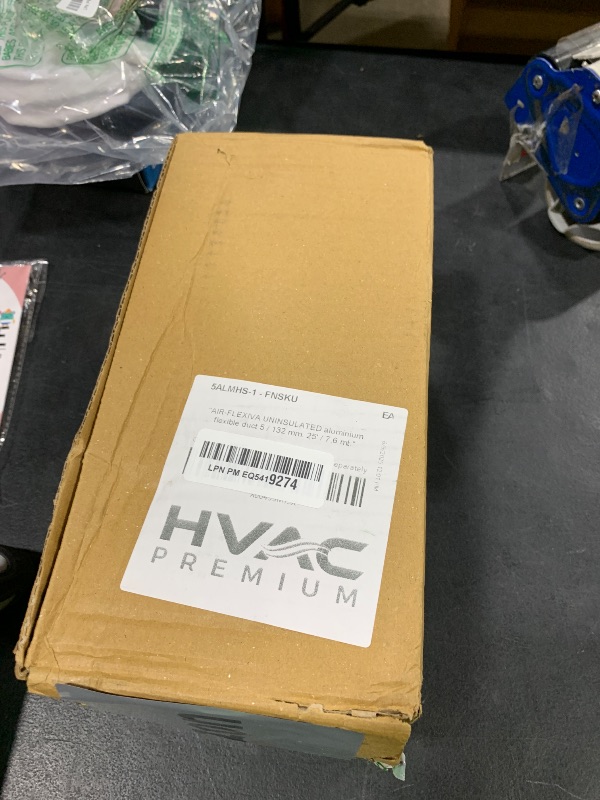 5ALMHS-1 - FNSKU
EA
"AIR-FLEXIVA UNINSULATED aluminium
flexible duct 5 / 132 mm. 25' / 7.6 mt."
LPN PM EQ5419274
HVAC
PREMIUM